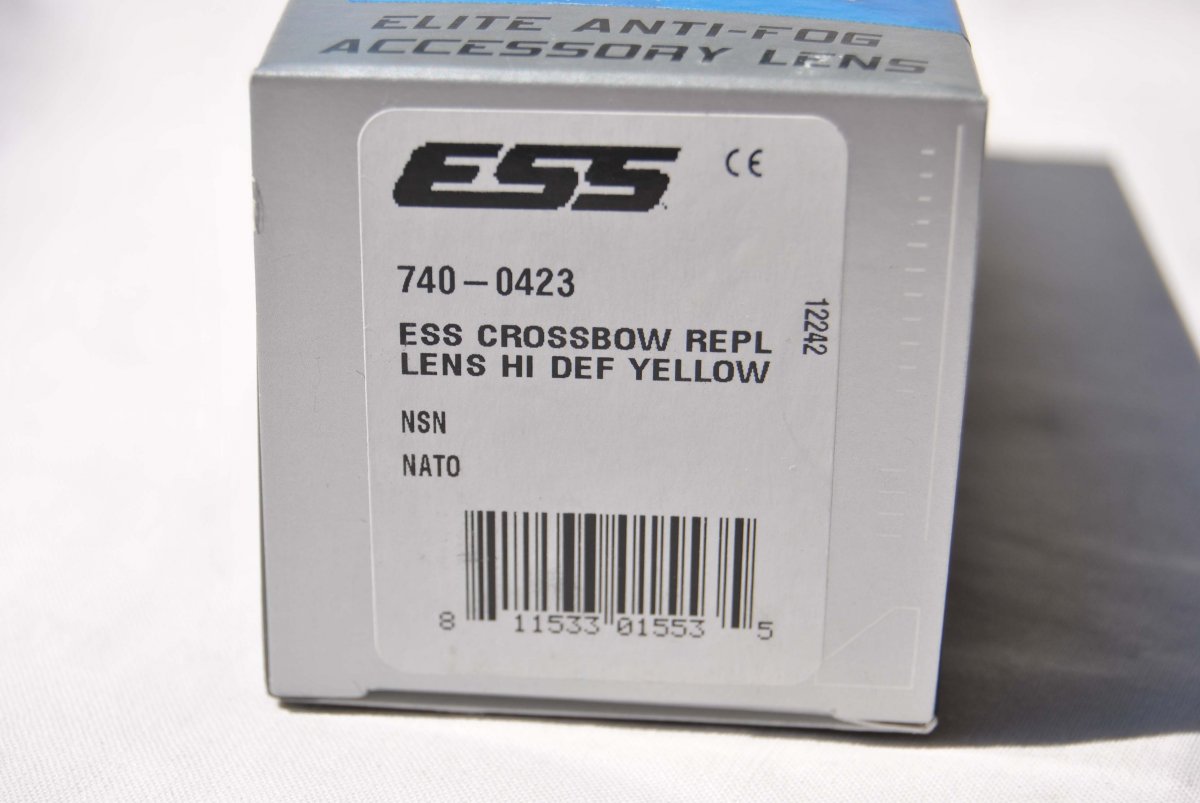 ELITE ANTI-FOG
ACCESSORY LENS
ESS
CE
740-0423
ESS CROSSBOW REPL
LENS HI DEF YELLOW
12242
NSN
NATO
8 11533 01553 5